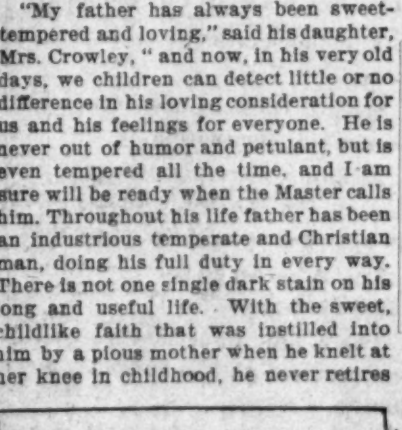 "My father has always been sweet-
tempered and loving," said his daughter,
Mrs. Crowley, " and now, in his very old
days, we children can detect little or no
difference in his loving consideration for
us and his feelings for everyone. He is
never out of humor and petulant, but is
even tempered all the time, and I am
sure will be ready when the Master calls
him. Throughout his life father has been
an industrious temperate and Christian
man, doing his full duty in every way.
There is not one single dark stain on his
long and useful life. With the sweet,
childlike faith that was instilled into
him by a pious mother when he knelt at
her knee in childhood, he never retires